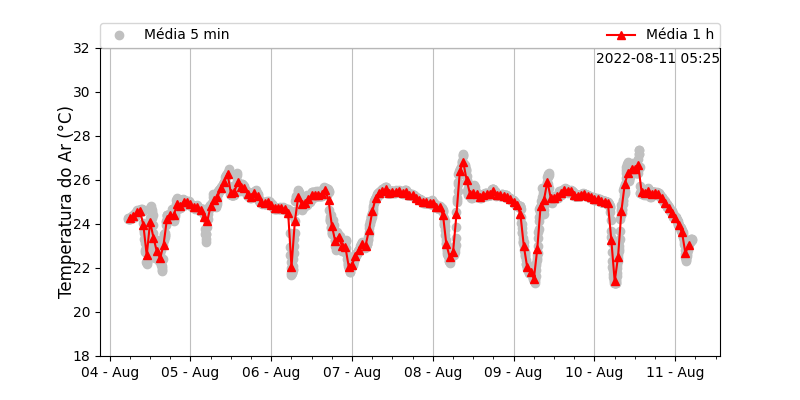 Média 5 min
Média 1 h
2022-08-11 05:25
Temperatura do Ar (°C)
32
30
28
26
24
22
20
18
04 - Aug
05 - Aug
06 - Aug
07 - Aug
08 - Aug
09 - Aug
10 - Aug
11 - Aug